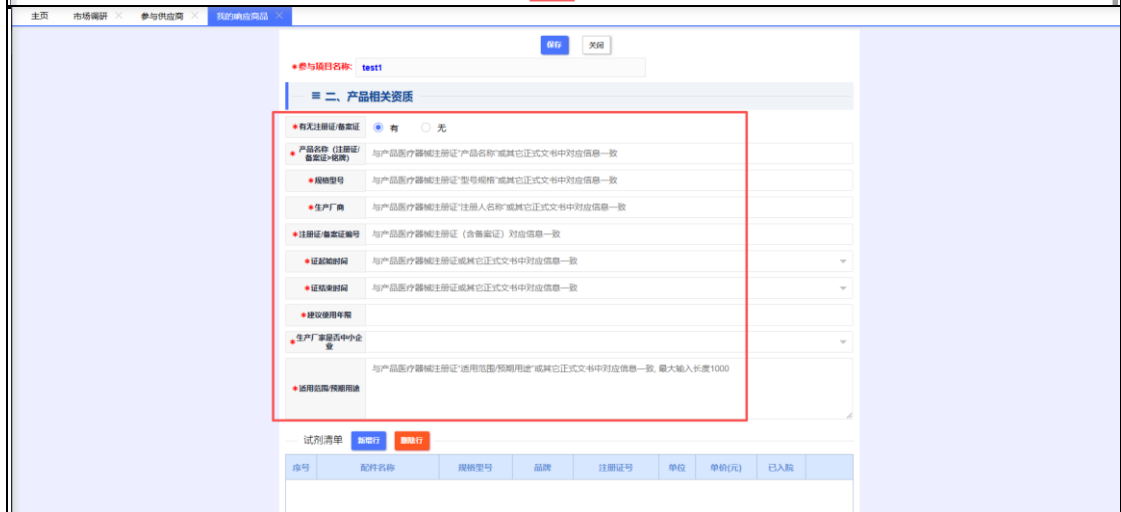 主页 市场调研 参与供应商 我的响应商品
保存 关闭
*参与项目名称: test1
二、产品相关资质
*有无注册证/备案证 有 无
*产品名称（注册证/备案证>铭牌） 与产品医疗器械注册证"产品名称"或其它正式文书中对应信息一致
*规格型号 与产品医疗器械注册证"型号规格"或其它正式文书中对应信息一致
*生产厂商 与产品医疗器械注册证"注册人名称"或其它正式文书中对应信息一致
*注册证/备案证编号 与产品医疗器械注册证（含备案证）对应信息一致
*证起始时间 与产品医疗器械注册证或其它正式文书中对应信息一致
*证结束时间 与产品医疗器械注册证或其它正式文书中对应信息一致
*建议使用年限
*生产厂家是否中小企业
*适用范围/预期用途 与产品医疗器械注册证"适用范围/预期用途"或其它正式文书中对应信息一致, 最大输入长度1000
试剂清单 新增行 删除行
序号 配件名称 规格型号 品牌 注册证号 单位 单价(元) 已入院